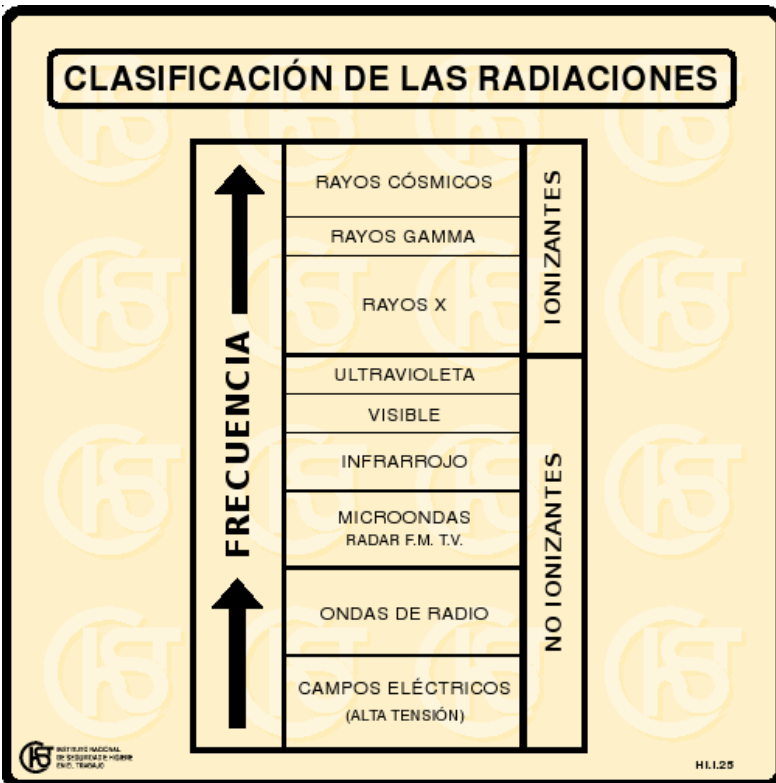 CLASIFICACIÓN DE LAS RADIACIONES
FRECUENCIA
RAYOS CÓSMICOS
RAYOS GAMMA
RAYOS X
IONIZANTES
ULTRAVIOLETA
VISIBLE
INFRARROJO
MICROONDAS
RADAR F.M. T.V.
ONDAS DE RADIO
CAMPOS ELÉCTRICOS
(ALTA TENSIÓN)
NO IONIZANTES
INSTITUTO NACIONAL
DE SEGURIDAD E HIGIENE
EN EL TRABAJO
HI.I.25